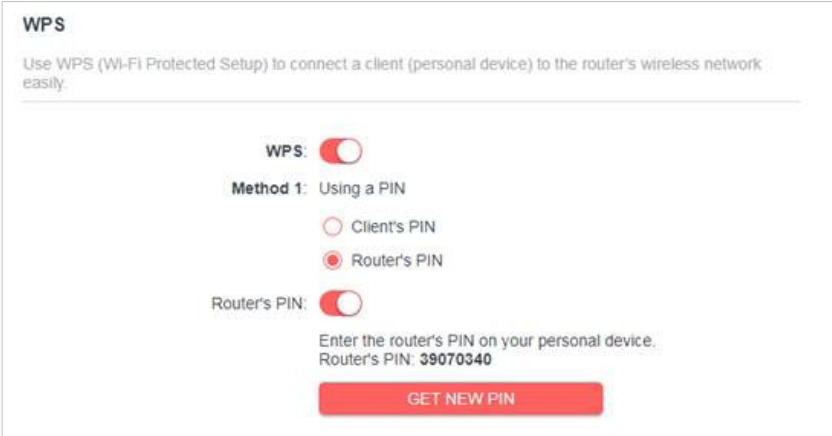 WPS
Use WPS (Wi-Fi Protected Setup) to connect a client (personal device) to the router's wireless network
easily.
WPS:
Method 1: Using a PIN
Client's PIN
Router's PIN
Router's PIN:
Enter the router's PIN on your personal device.
Router's PIN: 39070340
GET NEW PIN